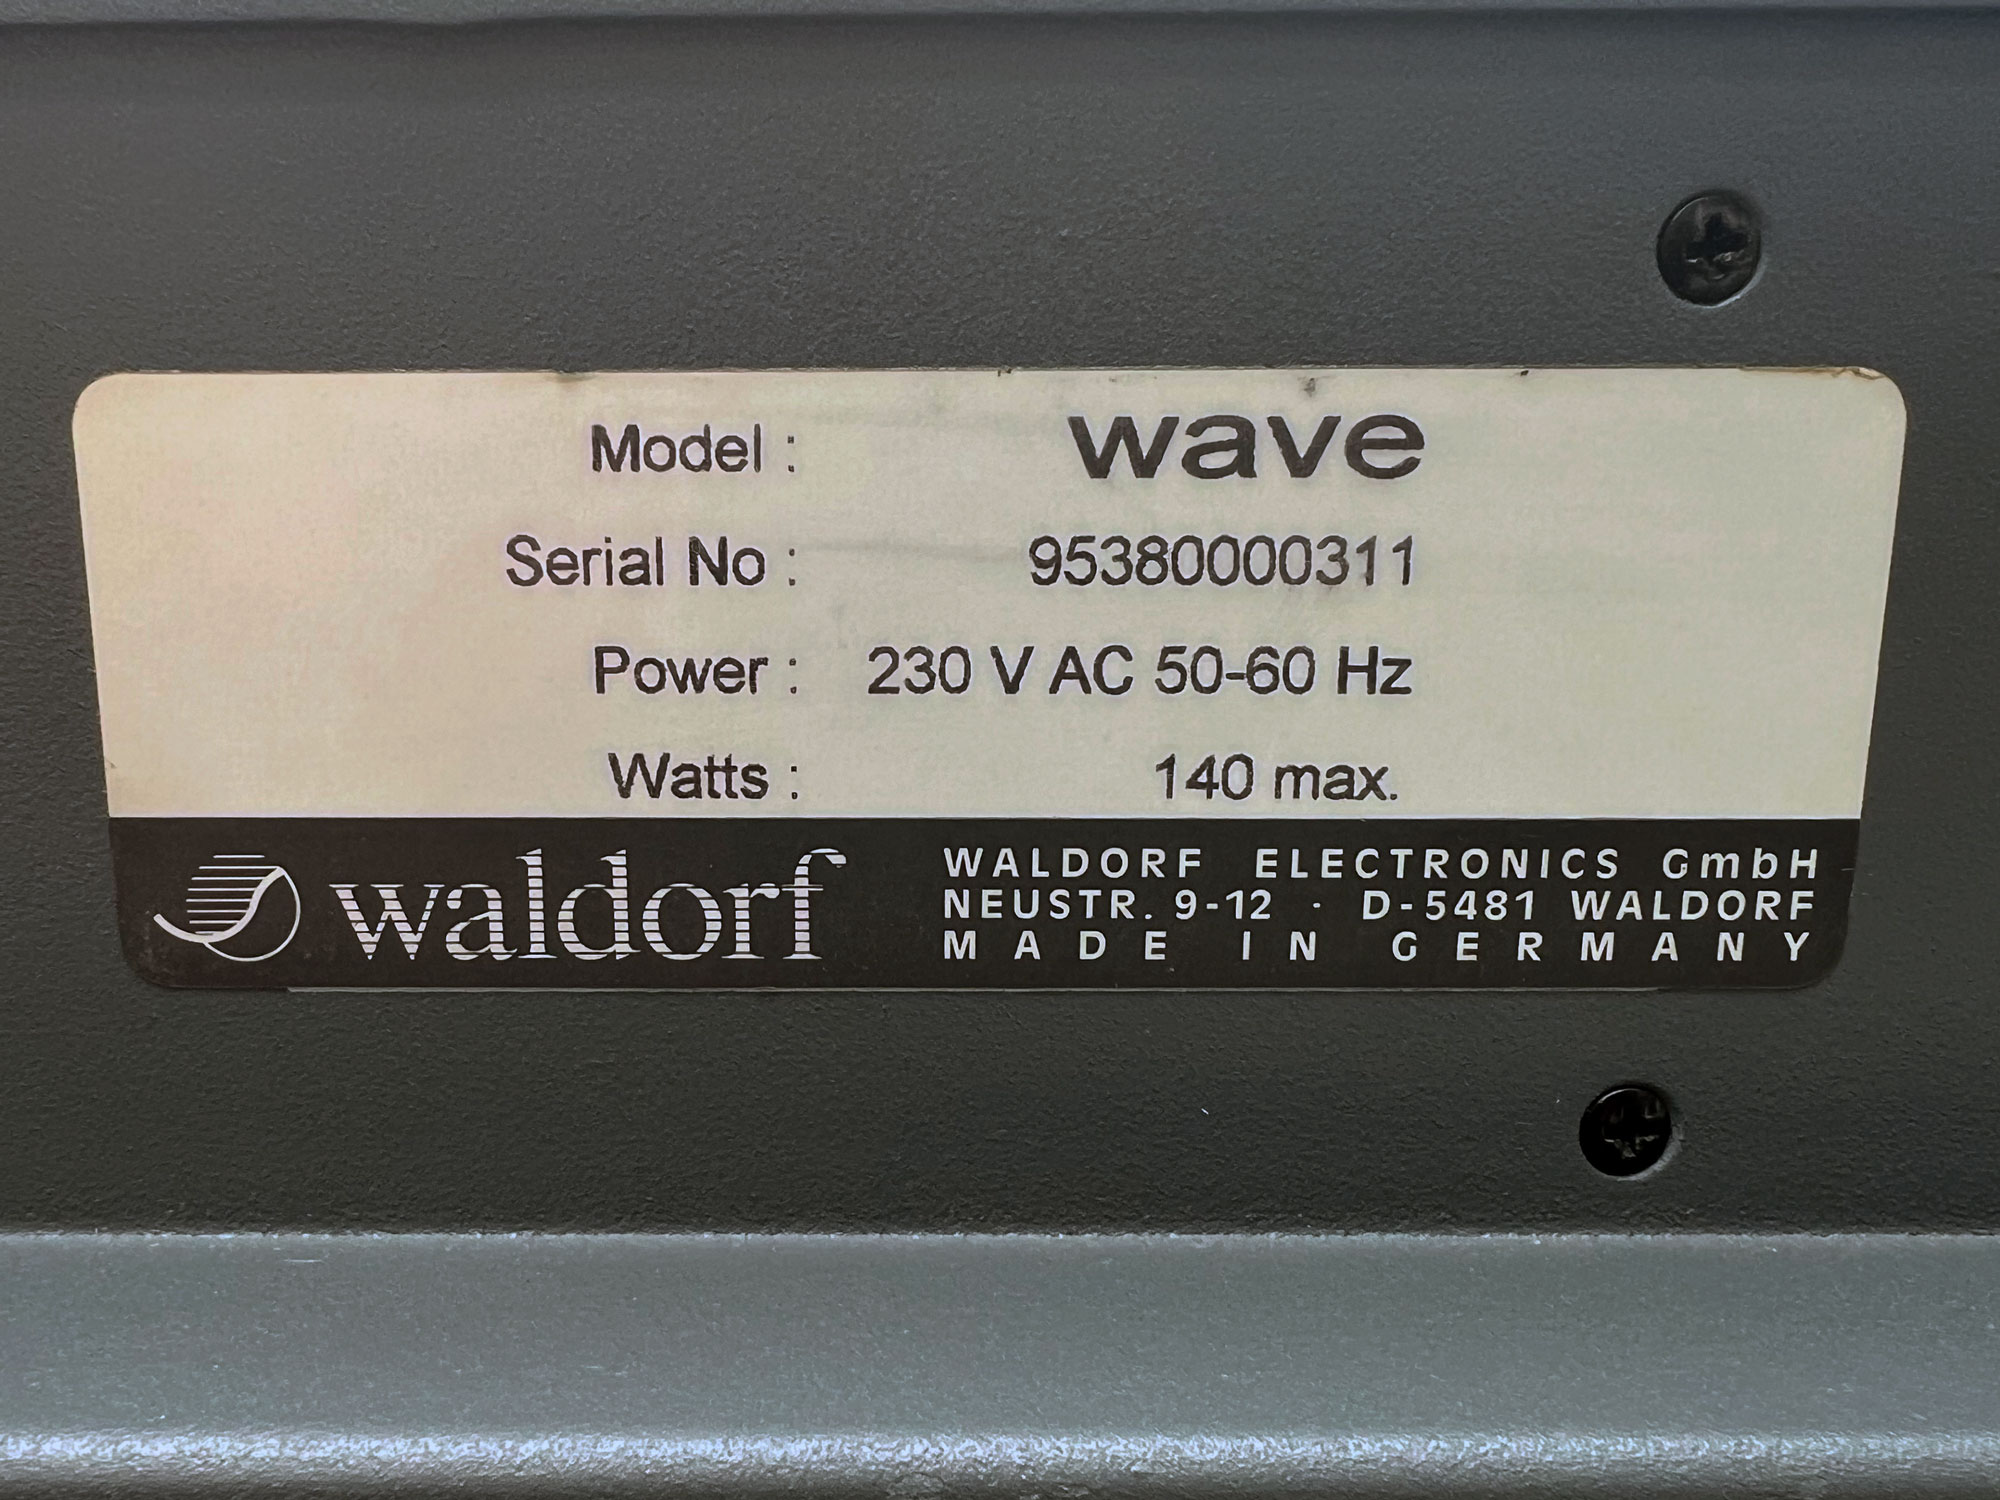 Model : wave
Serial No : 95380000311
Power : 230 V AC 50-60 Hz
Watts : 140 max.
waldorf
WALDORF ELECTRONICS GmbH
NEUSTR. 9-12 · D-5481 WALDORF
MADE IN GERMANY